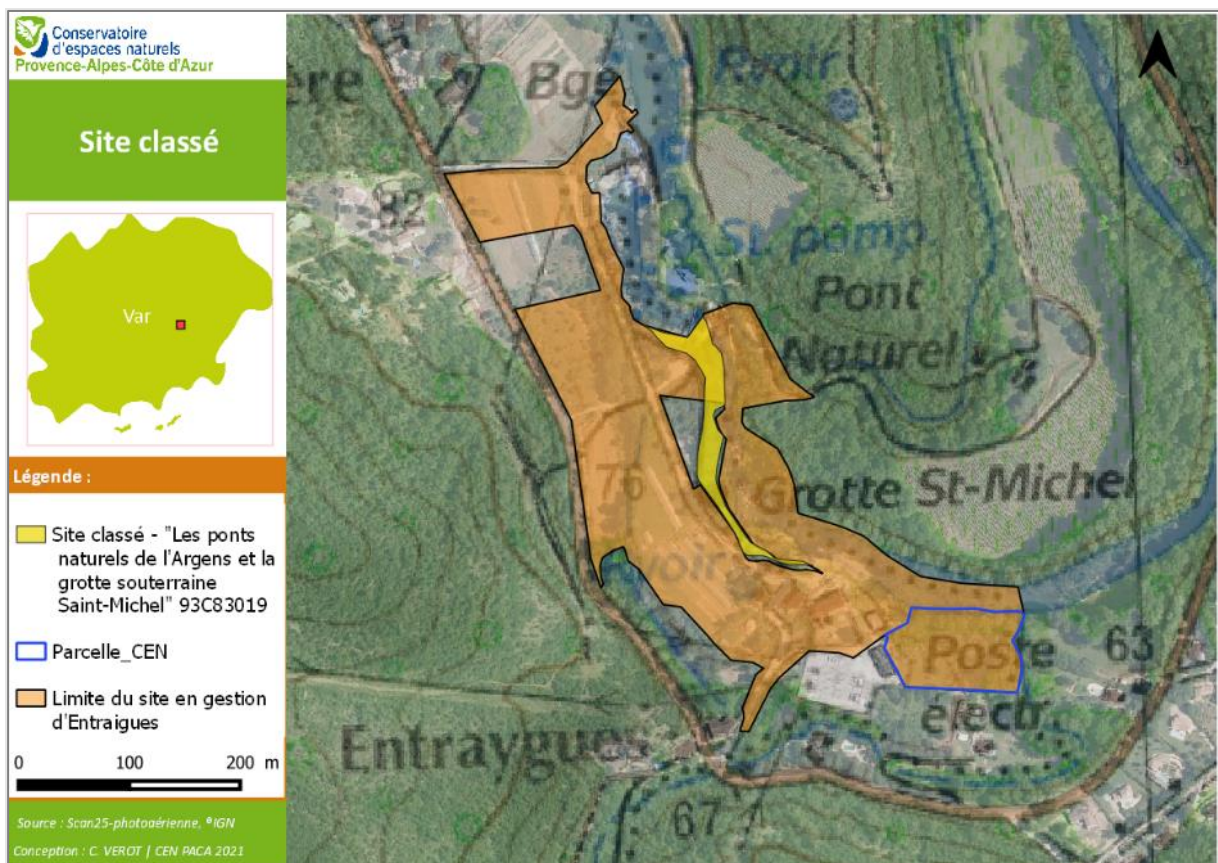 Conservatoire
d'espaces naturels
Provence-Alpes-Côte d'Azur
Site classé
Var
Légende :
Site classé - "Les ponts
naturels de l'Argens et la
grotte souterraine
Saint-Michel" 93C83019
Parcelle_CEN
Limite du site en gestion
d'Entraigues
0 100 200 m
Source : Scan25-photoaérienne, ®IGN
Conception : C. VEROT | CEN PACA 2021
ère
Bge
Rvoir
82
St. pomp.
Pont
Naturel
76
Grotte St-Michel
Poste
électr.
63
Entraygues
67